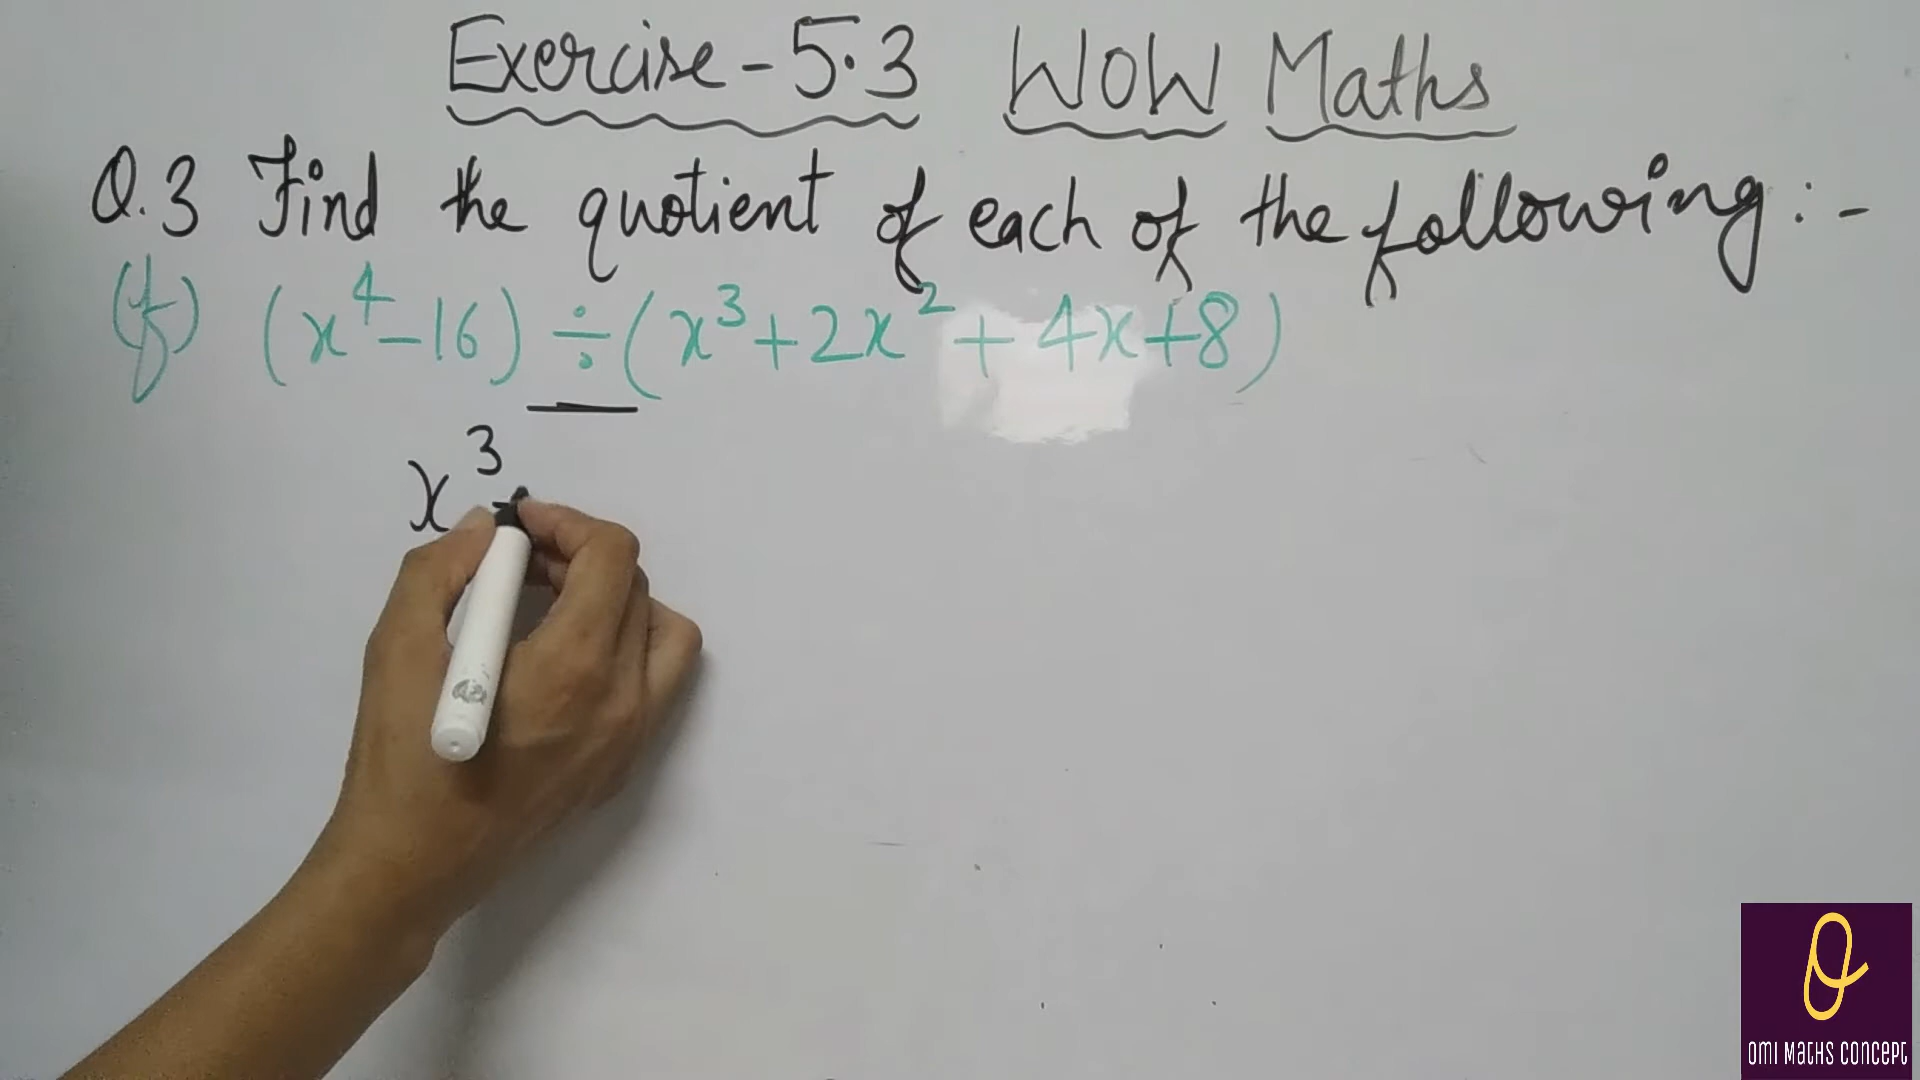 Exercise - 5.3 WOW Maths
Q.3 Find the quotient of each of the following :-
(f) (x⁴-16) ÷ (x³+2x²+4x+8)
x³
OMI MATHS CONCEPT